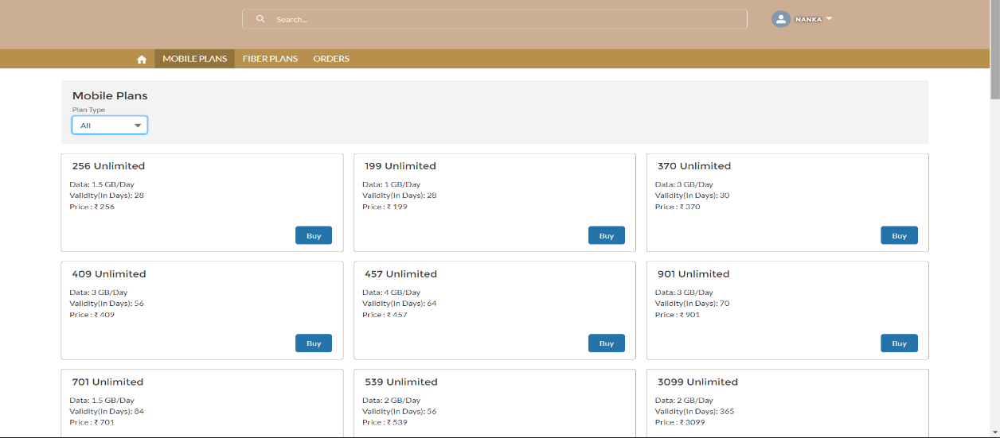 Search...
NANKA
MOBILE PLANS FIBER PLANS ORDERS
Mobile Plans
Plan Type
All
256 Unlimited
Data: 1.5 GB/Day
Validity(In Days): 28
Price : ₹ 256
Buy
199 Unlimited
Data: 1 GB/Day
Validity(In Days): 28
Price : ₹ 199
Buy
370 Unlimited
Data: 3 GB/Day
Validity(In Days): 30
Price : ₹ 370
Buy
409 Unlimited
Data: 3 GB/Day
Validity(In Days): 56
Price : ₹ 409
Buy
457 Unlimited
Data: 4 GB/Day
Validity(In Days): 64
Price : ₹ 457
Buy
901 Unlimited
Data: 3 GB/Day
Validity(In Days): 70
Price : ₹ 901
Buy
701 Unlimited
Data: 1.5 GB/Day
Validity(In Days): 84
Price : ₹ 701
539 Unlimited
Data: 2 GB/Day
Validity(In Days): 56
Price : ₹ 539
3099 Unlimited
Data: 2 GB/Day
Validity(In Days): 365
Price : ₹ 3099